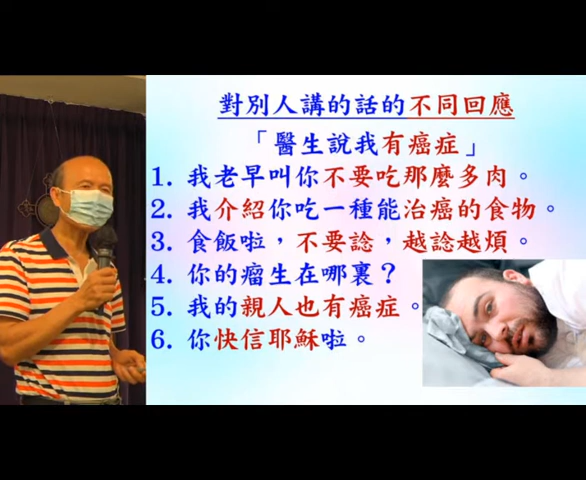 對別人講的話的不同回應
「醫生說我有癌症」
1. 我老早叫你不要吃那麼多肉。
2. 我介紹你吃一種能治癌的食物。
3. 食飯啦，不要諗，越諗越煩。
4. 你的瘤生在哪裏？
5. 我的親人也有癌症。
6. 你快信耶穌啦。